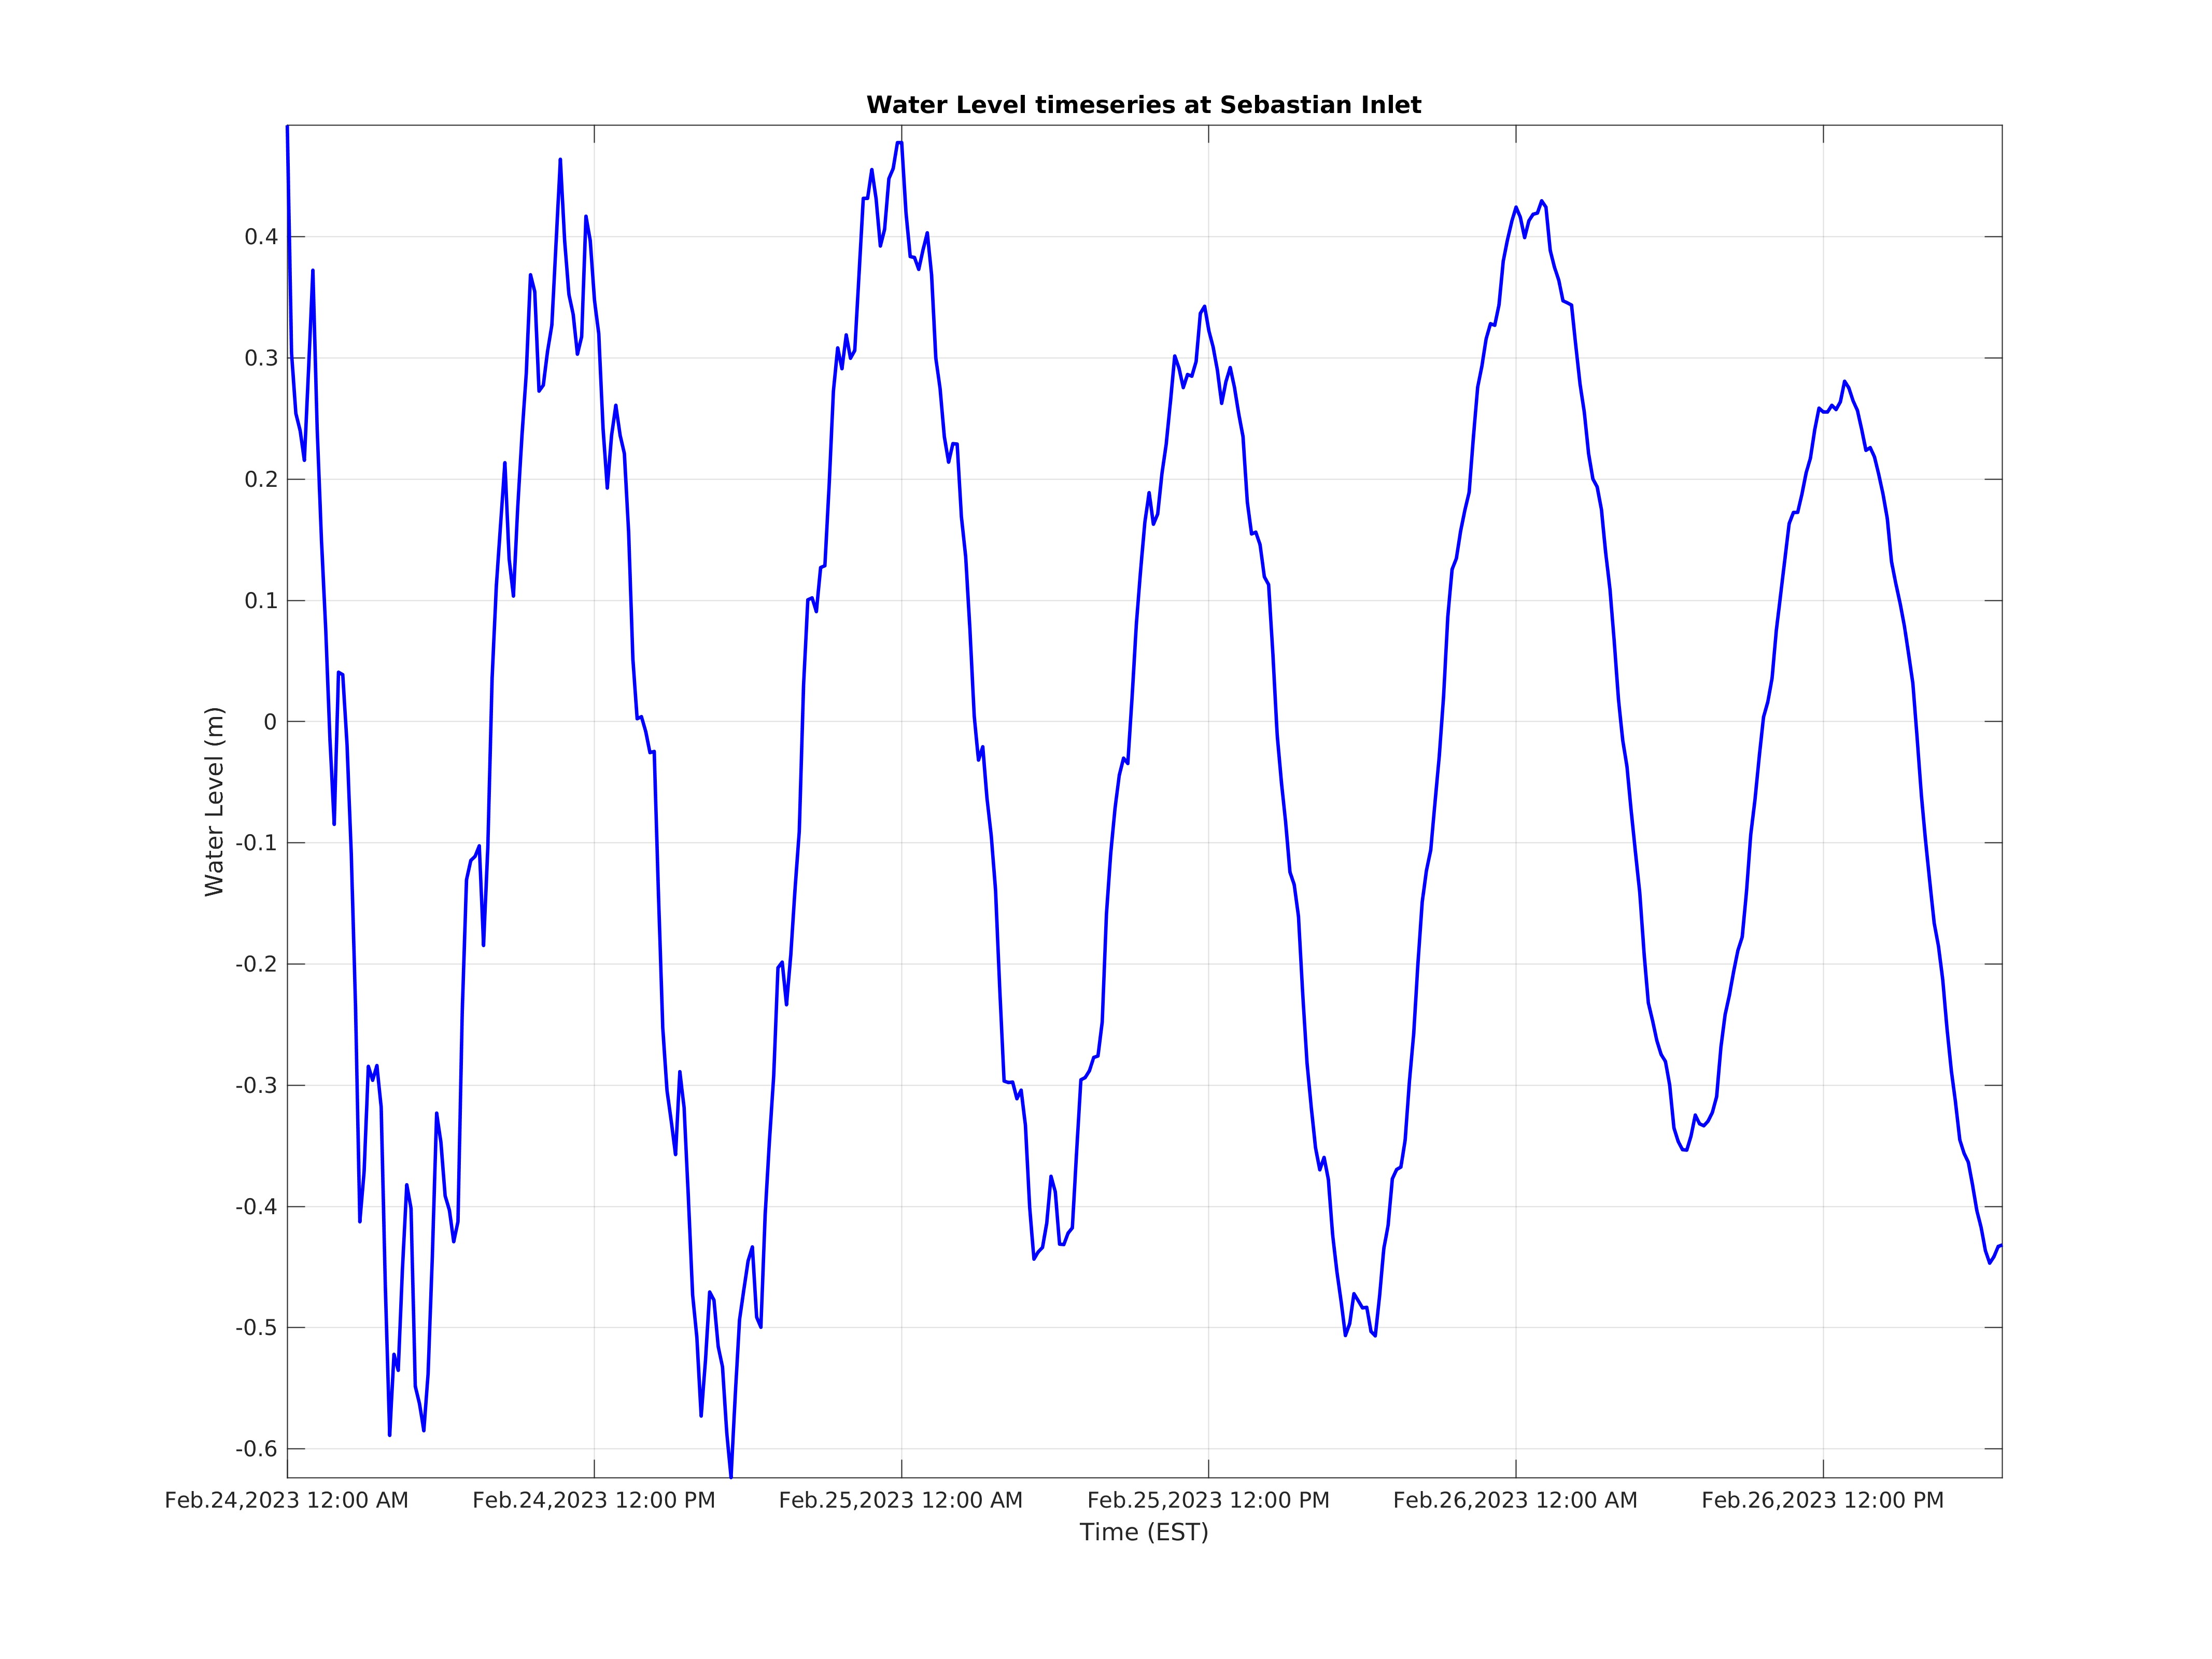 Water Level timeseries at Sebastian Inlet
0.4
0.3
0.2
0.1
0
-0.1
-0.2
-0.3
-0.4
-0.5
-0.6
Water Level (m)
Feb.24,2023 12:00 AM
Feb.24,2023 12:00 PM
Feb.25,2023 12:00 AM
Feb.25,2023 12:00 PM
Feb.26,2023 12:00 AM
Feb.26,2023 12:00 PM
Time (EST)